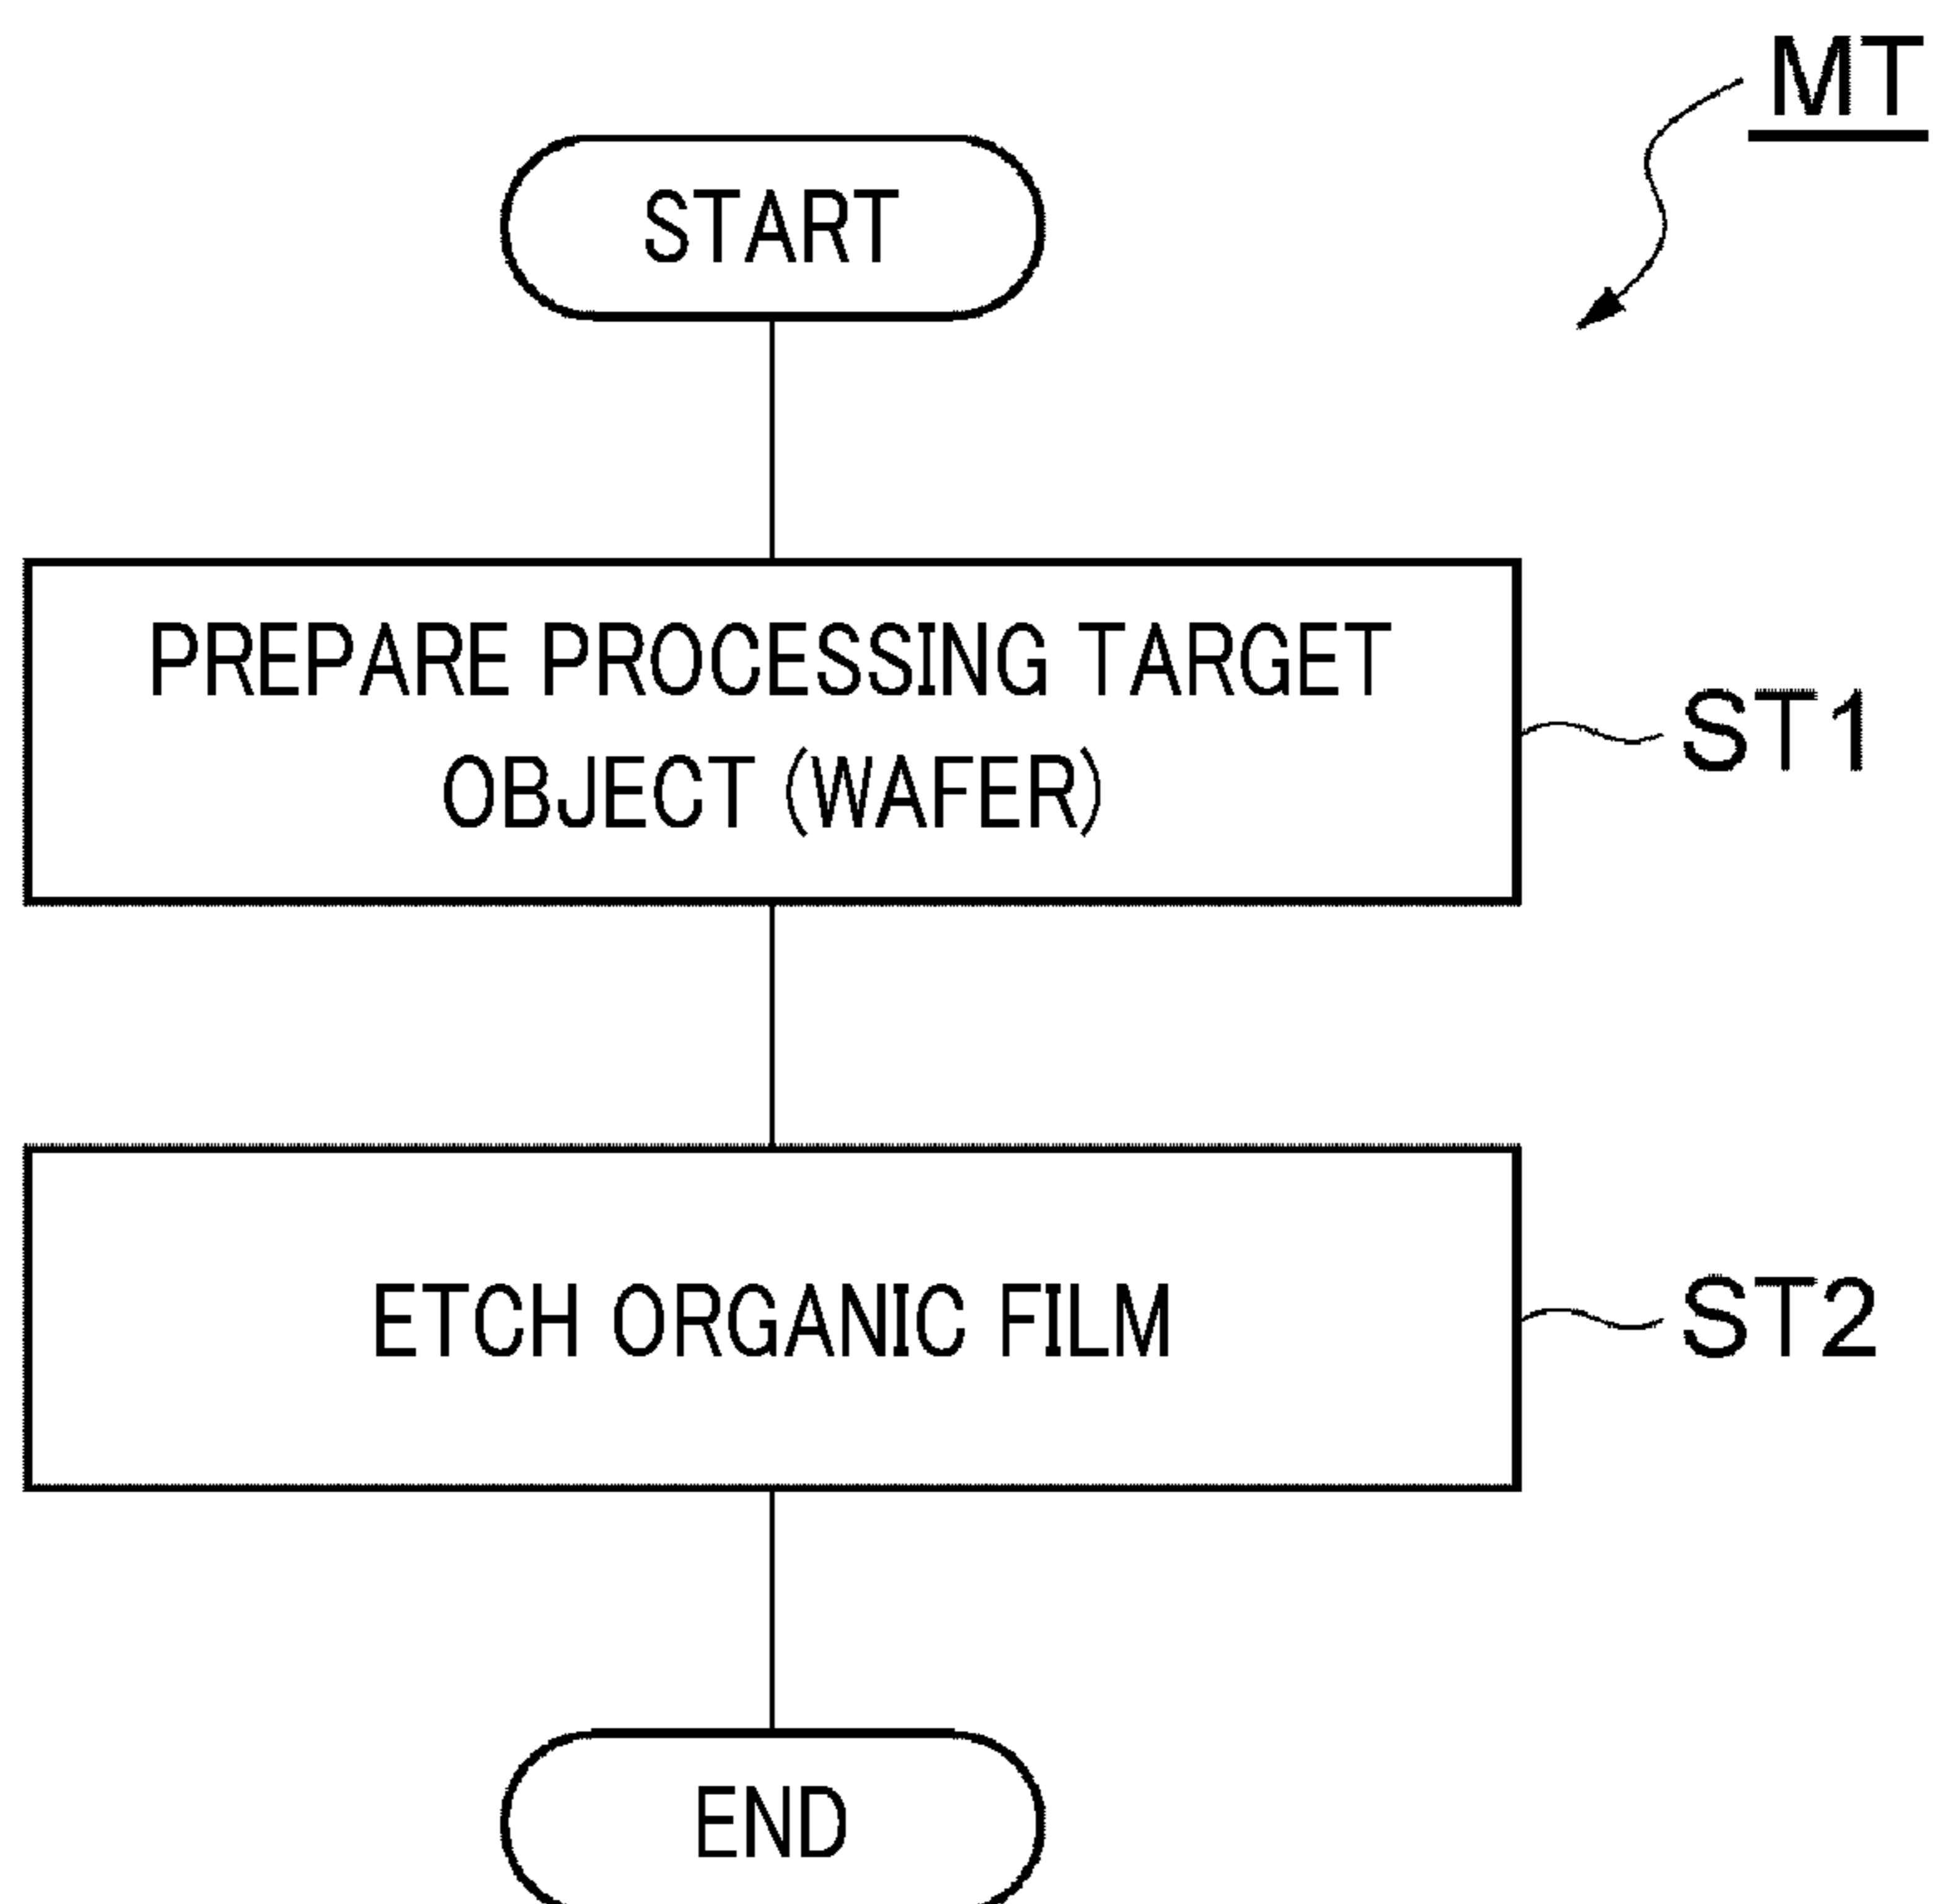 MT
START
PREPARE PROCESSING TARGET
OBJECT (WAFER)
ST1
ETCH ORGANIC FILM
ST2
END